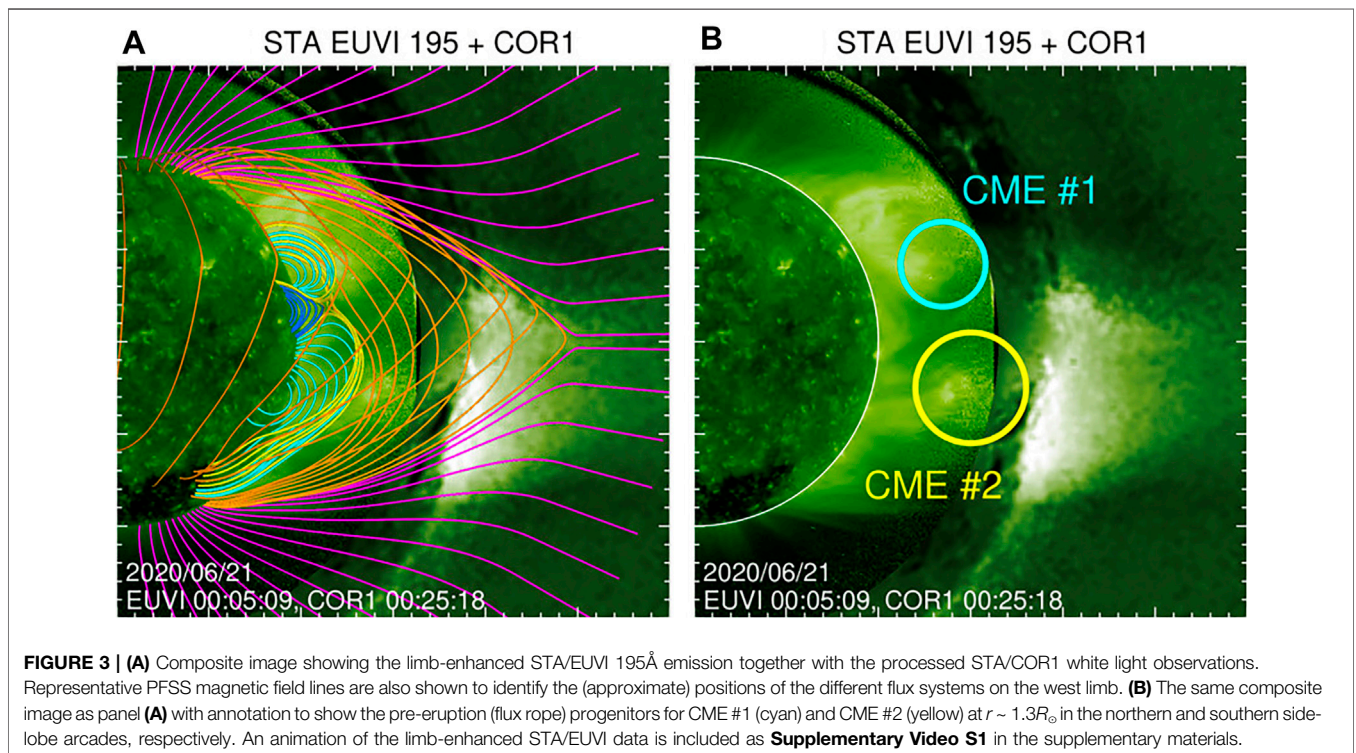 A
STA EUVI 195 + COR1
2020/06/21
EUVI 00:05:09, COR1 00:25:18
B
STA EUVI 195 + COR1
CME #1
CME #2
2020/06/21
EUVI 00:05:09, COR1 00:25:18
FIGURE 3 | (A) Composite image showing the limb-enhanced STA/EUVI 195Å emission together with the processed STA/COR1 white light observations.
Representative PFSS magnetic field lines are also shown to identify the (approximate) positions of the different flux systems on the west limb. (B) The same composite
image as panel (A) with annotation to show the pre-eruption (flux rope) progenitors for CME #1 (cyan) and CME #2 (yellow) at r ~ 1.3R☉ in the northern and southern side-
lobe arcades, respectively. An animation of the limb-enhanced STA/EUVI data is included as Supplementary Video S1 in the supplementary materials.